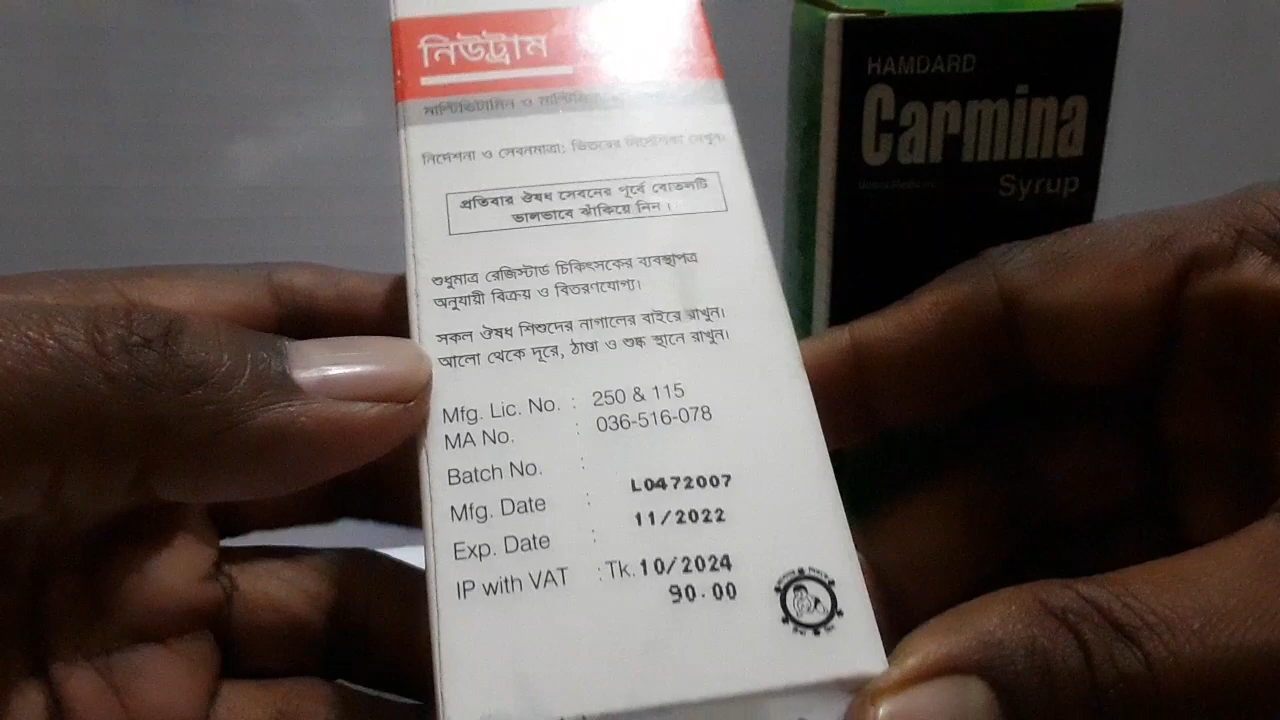 নিউট্রাম
মাল্টিভিটামিন ও
নির্দেশনা ও সেবনমাত্রা: ভিতরের নির্দেশিকা দেখুন।
প্রতিবার ঔষধ সেবনের পূর্বে বোতলটি
ভালভাবে ঝাঁকিয়ে নিন।
শুধুমাত্র রেজিস্টার্ড চিকিৎসকের ব্যবস্থাপত্র
অনুযায়ী বিক্রয় ও বিতরণযোগ্য।
সকল ঔষধ শিশুদের নাগালের বাইরে রাখুন।
আলো থেকে দূরে, ঠাণ্ডা ও শুষ্ক স্থানে রাখুন।
Mfg. Lic. No. : 250 & 115
MA No. : 036-516-078
Batch No. : L0472007
Mfg. Date : 11/2022
Exp. Date : 10/2024
IP with VAT : Tk. 90.00
HAMDARD
Carmina
Syrup